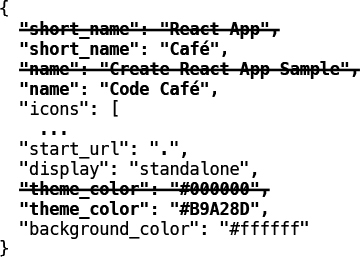 {
"short_name": "React App",
"short_name": "Café",
"name": "Create React App Sample",
"name": "Code Café",
"icons": [
...
"start_url": ".",
"display": "standalone",
"theme_color": "#000000",
"theme_color": "#B9A28D",
"background_color": "#ffffff"
}